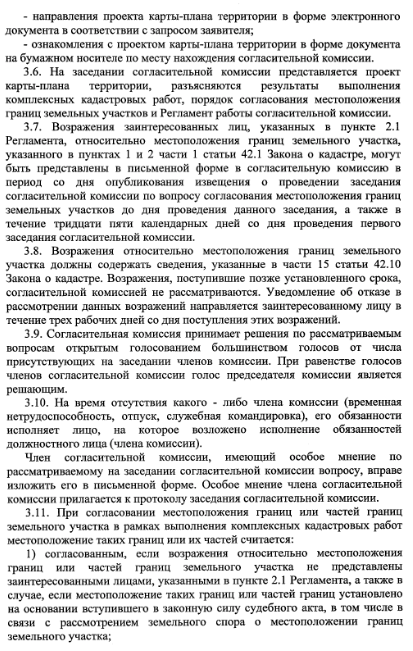 - направления проекта карты-плана территории в форме электронного
документа в соответствии с запросом заявителя;
- ознакомления с проектом карты-плана территории в форме документа
на бумажном носителе по месту нахождения согласительной комиссии.
3.6. На заседании согласительной комиссии представляется проект
карты-плана территории, разъясняются результаты выполнения
комплексных кадастровых работ, порядок согласования местоположения
границ земельных участков и Регламент работы согласительной комиссии.
3.7. Возражения заинтересованных лиц, указанных в пункте 2.1
Регламента, относительно местоположения границ земельного участка,
указанного в пунктах 1 и 2 части 1 статьи 42.1 Закона о кадастре, могут
быть представлены в письменной форме в согласительную комиссию в
период со дня опубликования извещения о проведении заседания
согласительной комиссии по вопросу согласования местоположения границ
земельных участков до дня проведения данного заседания, а также в
течение тридцати пяти календарных дней со дня проведения первого
заседания согласительной комиссии.
3.8. Возражения относительно местоположения границ земельного
участка должны содержать сведения, указанные в части 15 статьи 42.10
Закона о кадастре. Возражения, поступившие позже установленного срока,
согласительной комиссией не рассматриваются. Уведомление об отказе в
рассмотрении данных возражений направляется заинтересованному лицу в
течение трех рабочих дней со дня поступления этих возражений.
3.9. Согласительная комиссия принимает решения по рассматриваемым
вопросам открытым голосованием большинством голосов от числа
присутствующих на заседании членов комиссии. При равенстве голосов
членов согласительной комиссии голос председателя комиссии является
решающим.
3.10. На время отсутствия какого - либо члена комиссии (временная
нетрудоспособность, отпуск, служебная командировка), его обязанности
исполняет лицо, на которое возложено исполнение обязанностей
должностного лица (члена комиссии).
Член согласительной комиссии, имеющий особое мнение по
рассматриваемому на заседании согласительной комиссии вопросу, вправе
изложить его в письменной форме. Особое мнение члена согласительной
комиссии прилагается к протоколу заседания согласительной комиссии.
3.11. При согласовании местоположения границ или частей границ
земельного участка в рамках выполнения комплексных кадастровых работ
местоположение таких границ или их частей считается:
1) согласованным, если возражения относительно местоположения
границ или частей границ земельного участка не представлены
заинтересованными лицами, указанными в пункте 2.1 Регламента, а также в
случае, если местоположение таких границ или частей границ установлено
на основании вступившего в законную силу судебного акта, в том числе в
связи с рассмотрением земельного спора о местоположении границ
земельного участка;